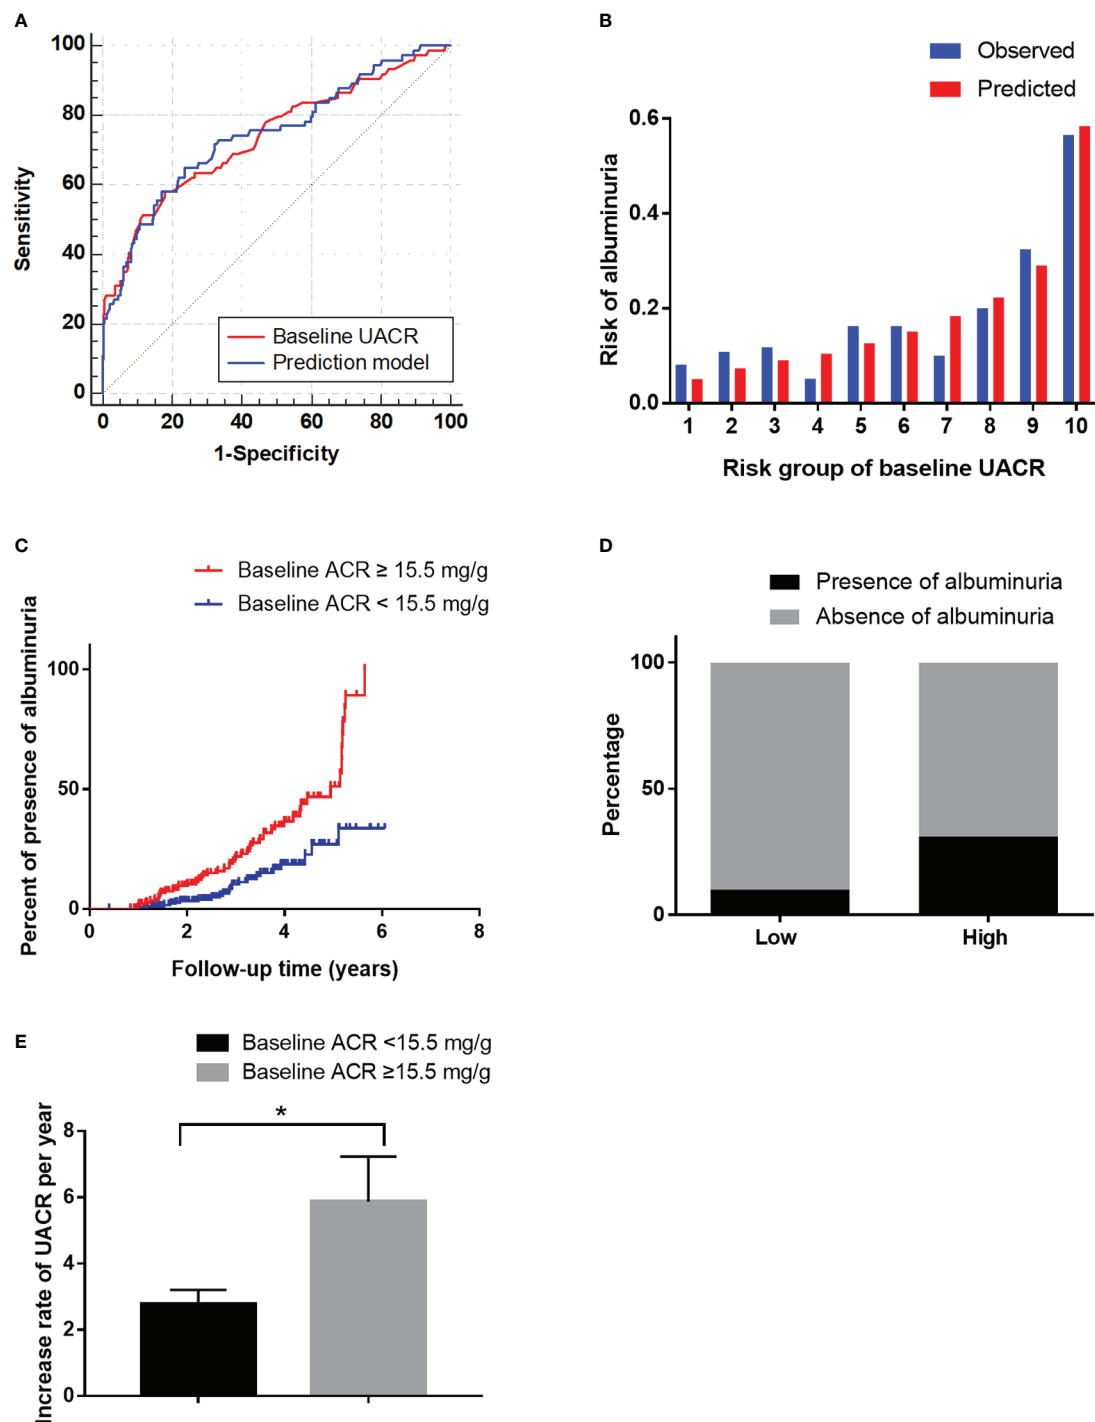 A
100
80
60
40
20
0
Sensitivity
Baseline UACR
Prediction model
0 20 40 60 80 100
1-Specificity
B
Observed
Predicted
0.6
0.4
0.2
0.0
Risk of albuminuria
1 2 3 4 5 6 7 8 9 10
Risk group of baseline UACR
C
Baseline ACR ≥ 15.5 mg/g
Baseline ACR < 15.5 mg/g
100
50
0
Percent of presence of albuminuria
0 2 4 6 8
Follow-up time (years)
D
Presence of albuminuria
Absence of albuminuria
100
50
0
Percentage
Low High
E
Baseline ACR <15.5 mg/g
Baseline ACR ≥15.5 mg/g
*
8
6
4
2
0
Increase rate of UACR per year